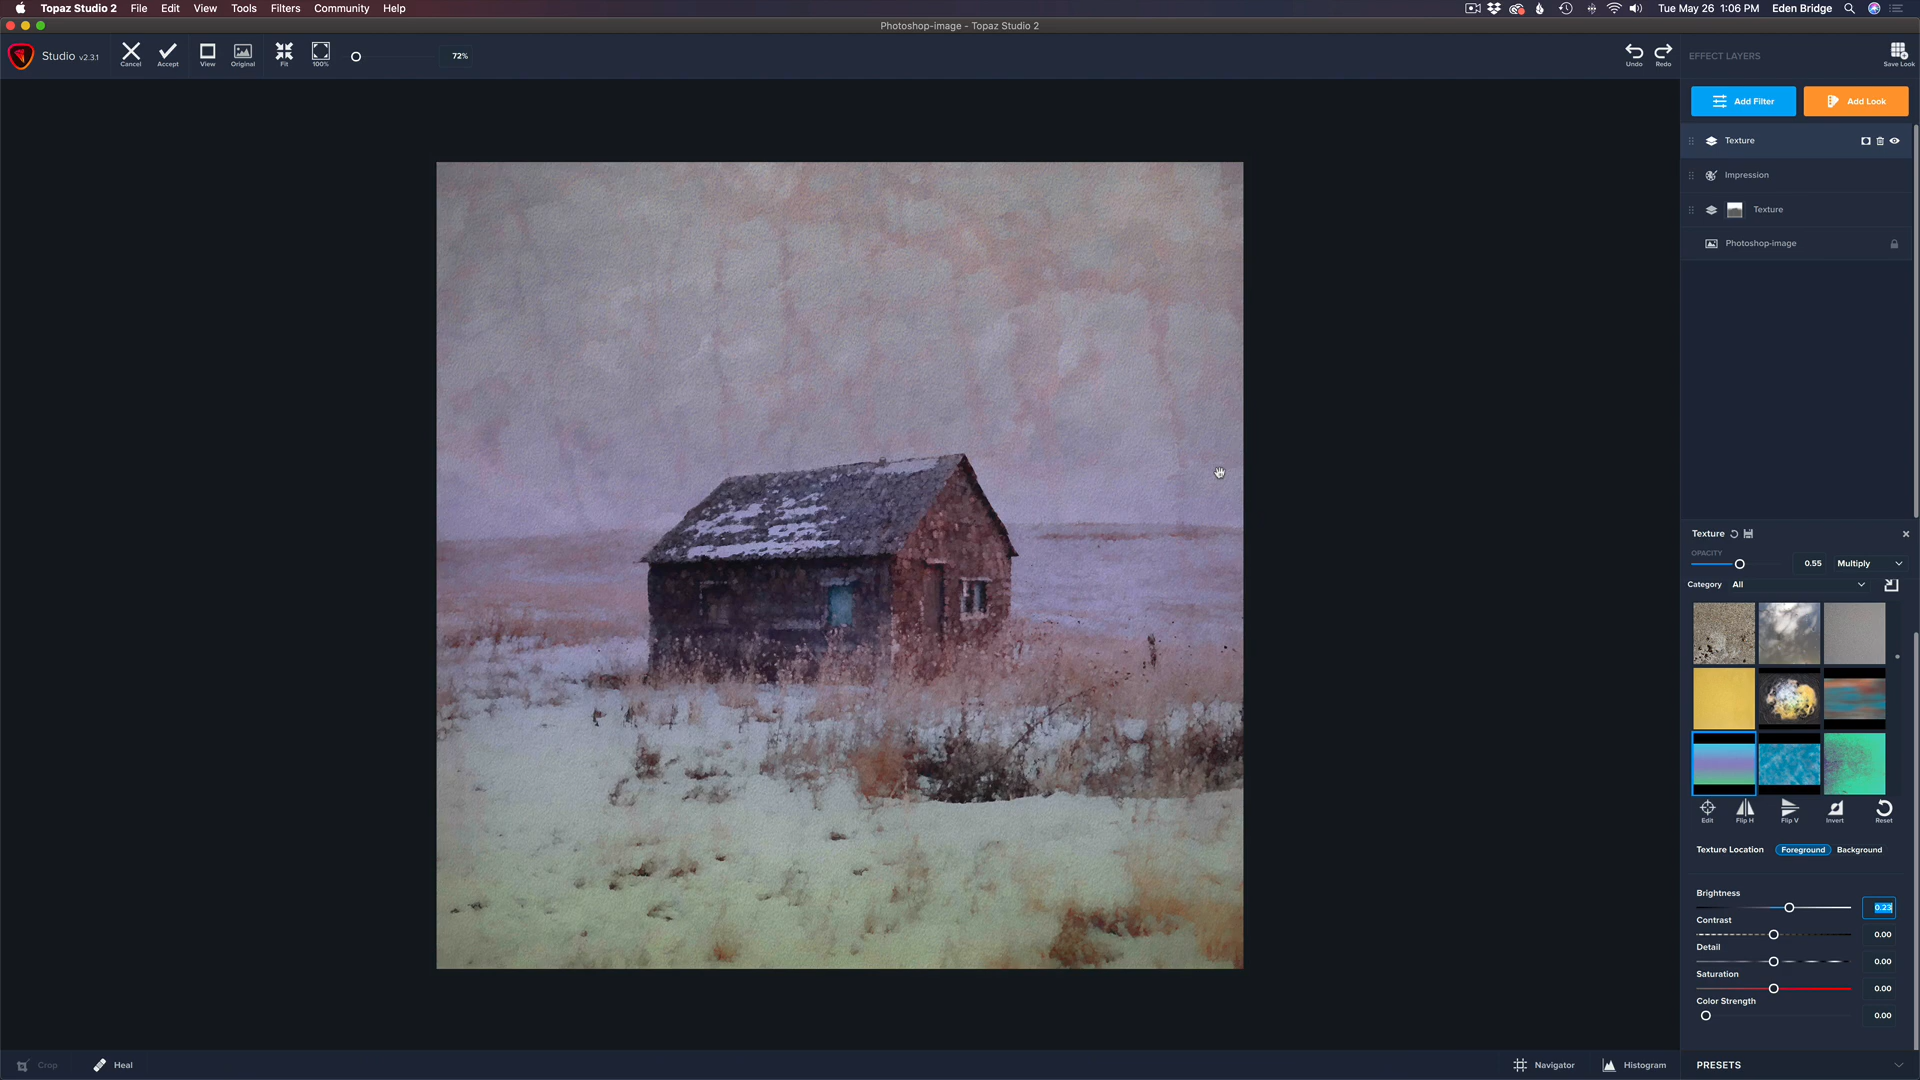 Topaz Studio 2 File Edit View Tools Filters Community Help Tue May 26 1:06 PM Eden Bridge
Photoshop-image - Topaz Studio 2
Studio v2.3.1 Cancel Accept View Original Fit 100% 72% Undo Redo EFFECT LAYERS Save Look
Add Filter Add Look
Texture
Impression
Texture
Photoshop-image
Texture
OPACITY 0.55 Multiply
Category All
Edit Flip H Flip V Invert Reset
Texture Location Foreground Background
Brightness
0.23
Contrast
0.00
Detail
0.00
Saturation
0.00
Color Strength
0.00
Crop Heal Navigator Histogram PRESETS